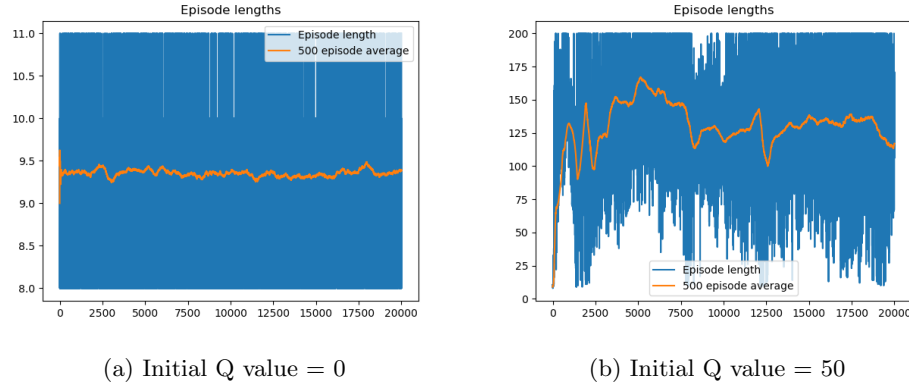 Episode lengths
11.0
10.5
10.0
9.5
9.0
8.5
8.0
0 2500 5000 7500 10000 12500 15000 17500 20000
Episode length
500 episode average
(a) Initial Q value = 0
Episode lengths
200
175
150
125
100
75
50
25
0
0 2500 5000 7500 10000 12500 15000 17500 20000
Episode length
500 episode average
(b) Initial Q value = 50